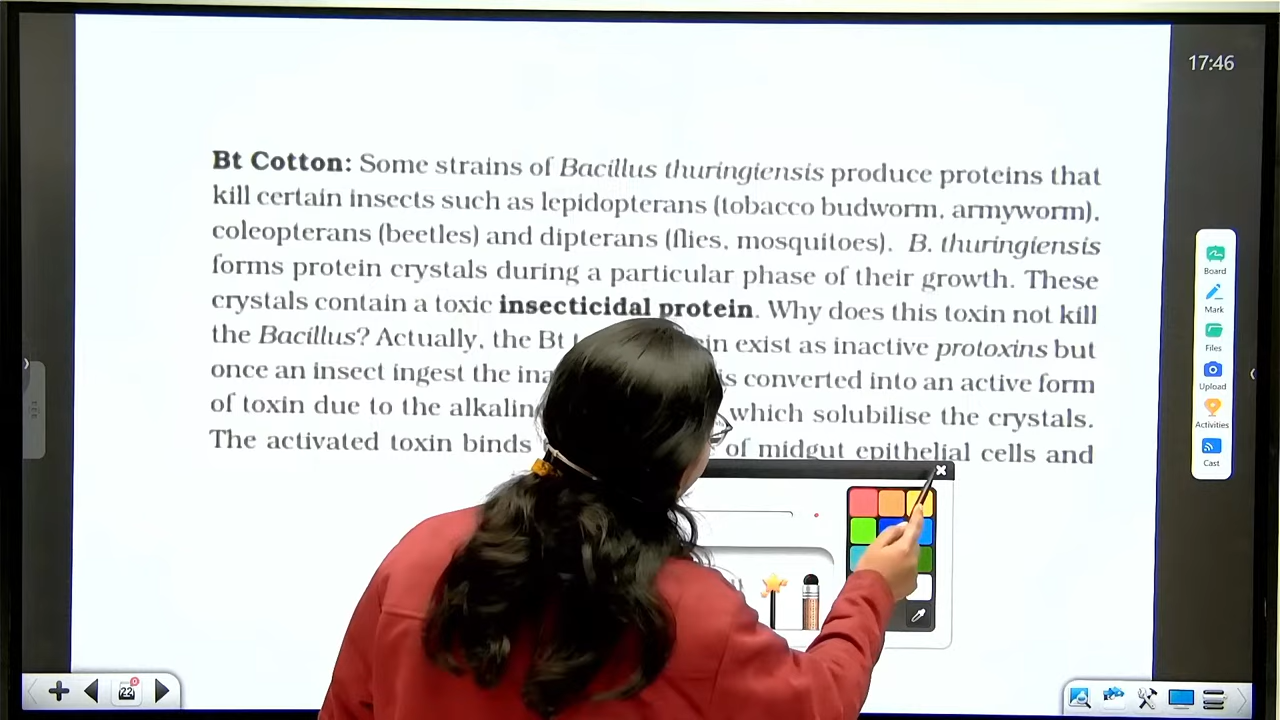 17:46
Bt Cotton: Some strains of Bacillus thuringiensis produce proteins that
kill certain insects such as lepidopterans (tobacco budworm, armyworm),
coleopterans (beetles) and dipterans (flies, mosquitoes). B. thuringiensis
forms protein crystals during a particular phase of their growth. These
crystals contain a toxic insecticidal protein. Why does this toxin not kill
the Bacillus? Actually, the Bt exist as inactive protoxins but
once an insect ingest the converted into an active form
of toxin due to the which solubilise the crystals.
The activated toxin binds of midgut epithelial cells and
Board
Mark
Files
Upload
Activities
Cast
22